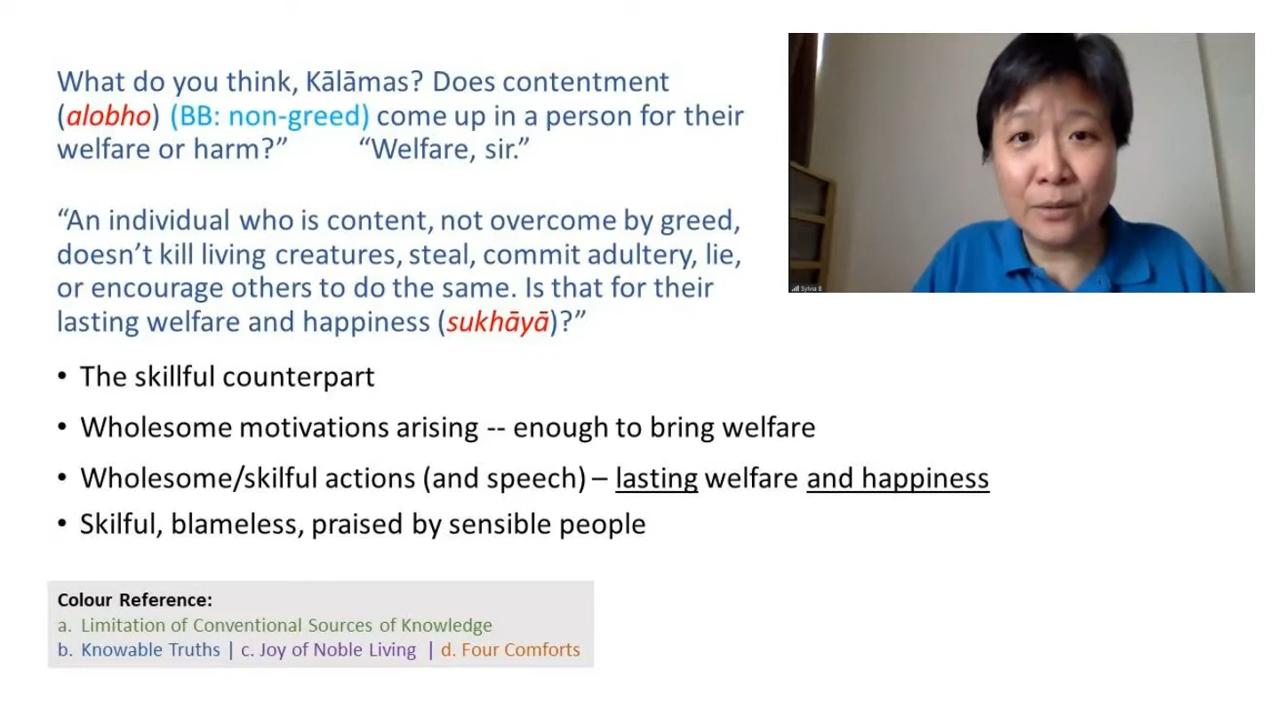 What do you think, Kālāmas? Does contentment
(alobho) (BB: non-greed) come up in a person for their
welfare or harm?” “Welfare, sir.”
“An individual who is content, not overcome by greed,
doesn’t kill living creatures, steal, commit adultery, lie,
or encourage others to do the same. Is that for their
lasting welfare and happiness (sukhāyā)?”
• The skillful counterpart
• Wholesome motivations arising -- enough to bring welfare
• Wholesome/skilful actions (and speech) – lasting welfare and happiness
• Skilful, blameless, praised by sensible people
Colour Reference:
a. Limitation of Conventional Sources of Knowledge
b. Knowable Truths | c. Joy of Noble Living | d. Four Comforts